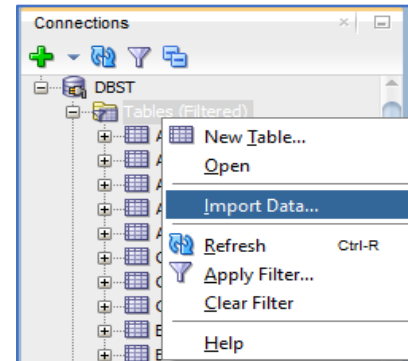 Connections
DBST
Tables (Filtered)
A
New Table...
A
Open
A
A
Import Data...
A
C
Refresh Ctrl-R
C
Apply Filter...
C
Clear Filter
E
Help
E